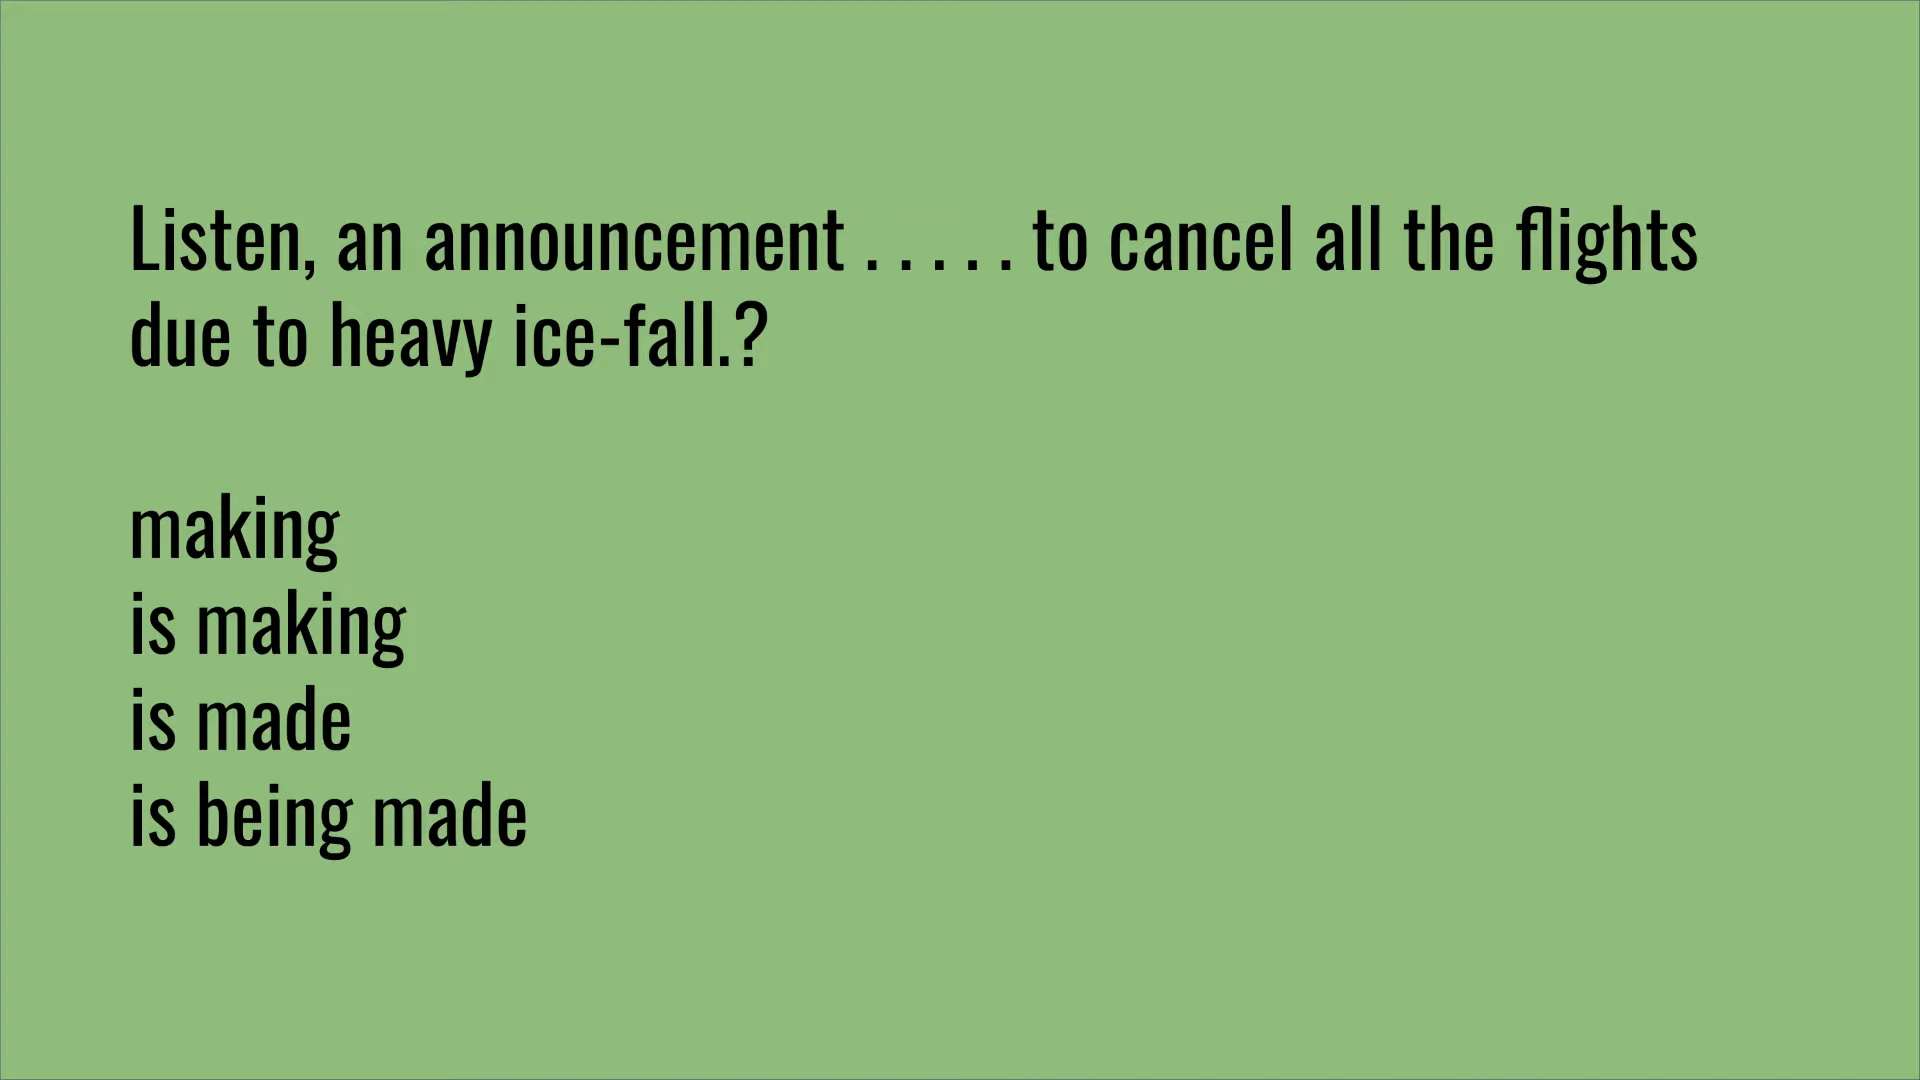 Listen, an announcement . . . . . to cancel all the flights
due to heavy ice-fall.?
making
is making
is made
is being made